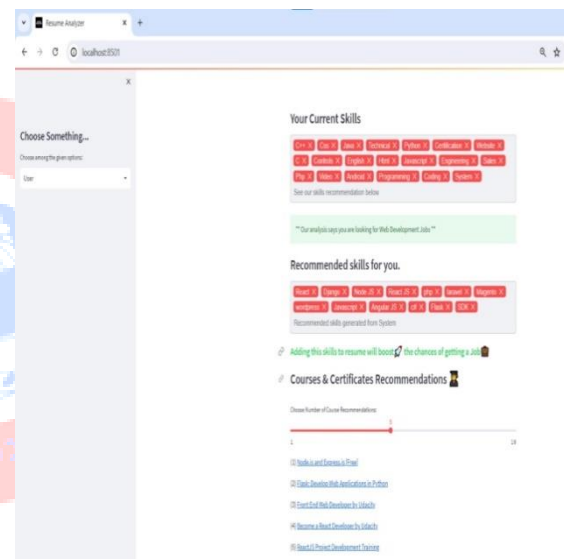 Resume Analyzer
localhost:8501
Choose Something...
Choose among the given options:
User
Your Current Skills
C++ X Css X Java X Technical X Python X Certification X Website X
C X Controls X English X Html X Javascript X Engineering X Sales X
Php X Video X Android X Programming X Coding X System X
See our skills recommendation below
** Our analysis says you are looking for Web Development Jobs **
Recommended skills for you.
React X Django X Node JS X React JS X php X laravel X Magento X
wordpress X Javascript X Angular JS X c# X Flask X SDK X
Recommended skills generated from System
Adding this skills to resume will boost🚀 the chances of getting a Job💼
Courses & Certificates Recommendations 👨‍🎓
Choose Number of Course Recommendations:
5
1 10
(1) Node.js and Express.js [Free]
(2) Flask: Develop Web Applications in Python
(3) Front End Web Developer by Udacity
(4) Become a React Developer by Udacity
(5) ReactJS Project Development Training